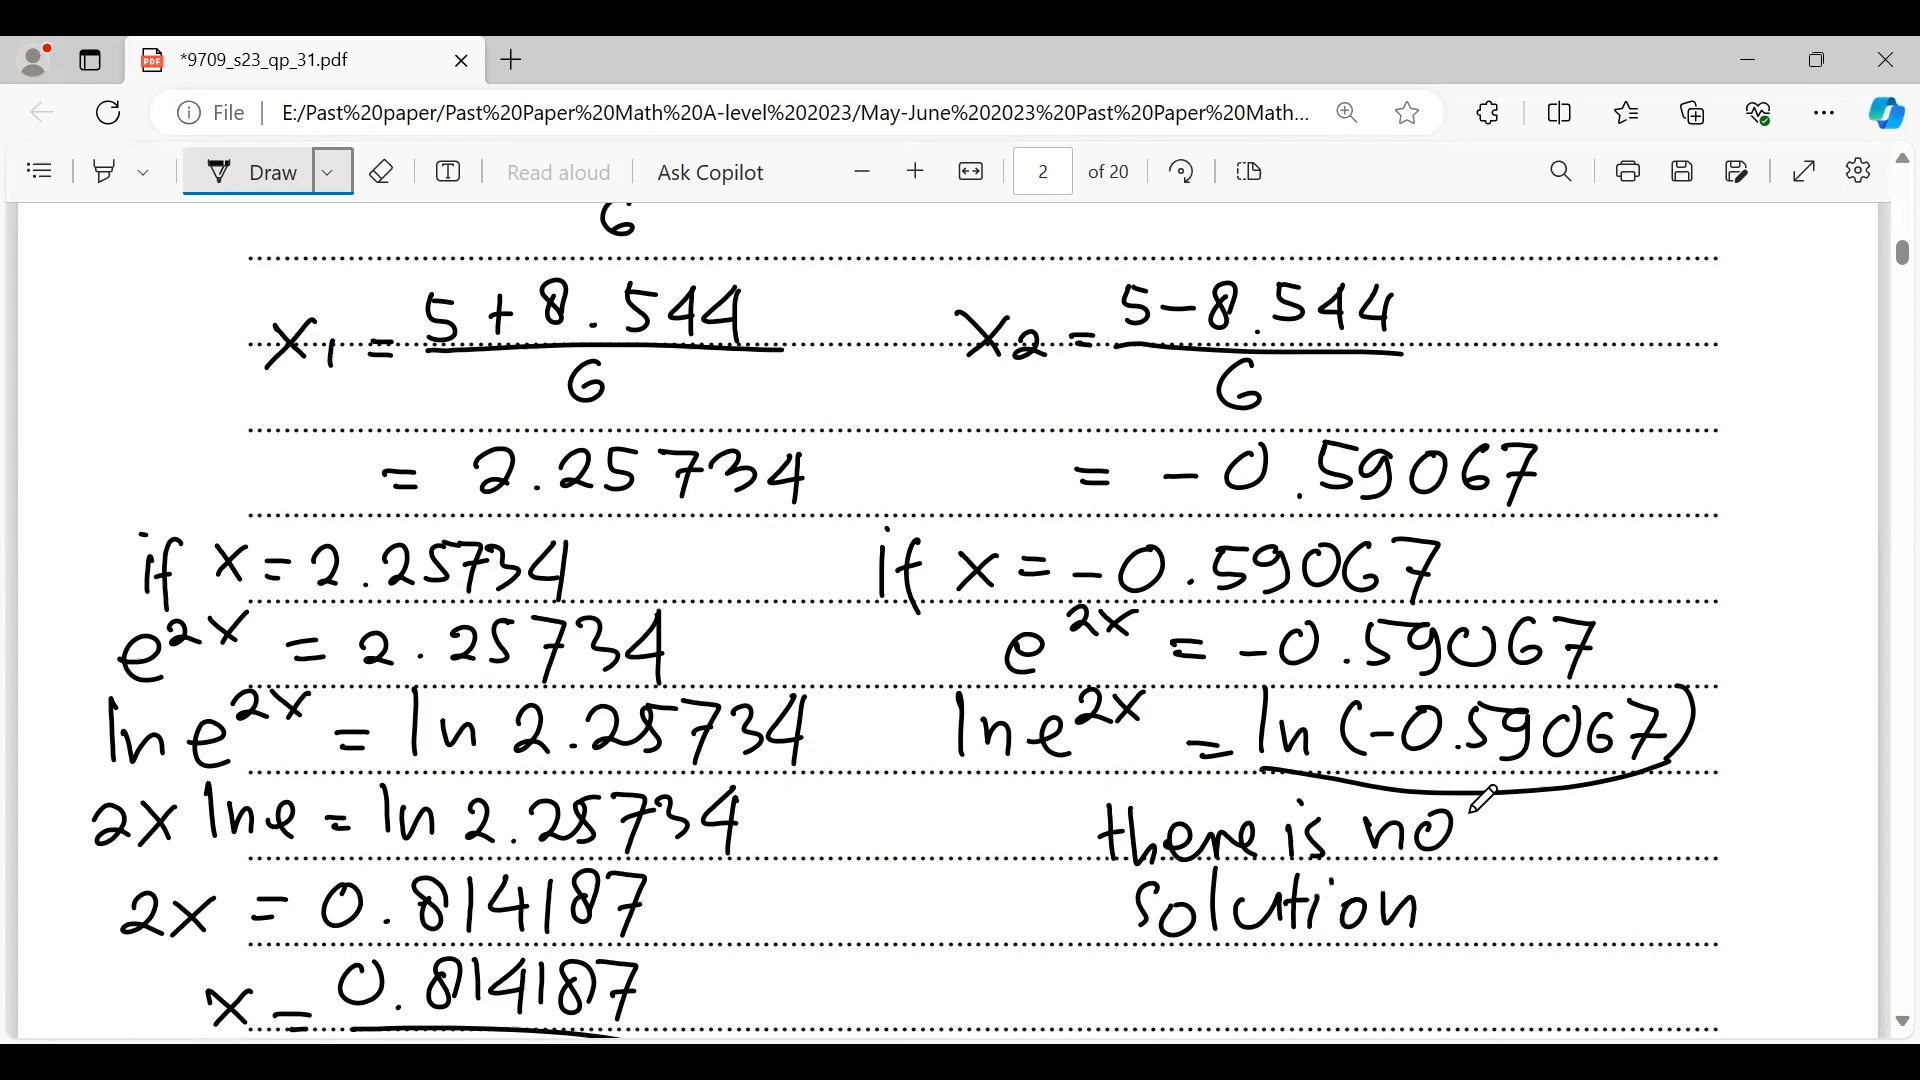 *9709_s23_qp_31.pdf
File
E:/Past%20paper/Past%20Paper%20Math%20A-level%202023/May-June%202023%20Past%20Paper%20Math...
Draw
Read aloud
Ask Copilot
2 of 20
6
x₁ = (5 + 8.544)/6
x₂ = (5 - 8.544)/6
= 2.25734
= -0.59067
if x = 2.25734
if x = -0.59067
e^2x = 2.25734
e^2x = -0.59067
ln e^2x = ln 2.25734
ln e^2x = ln (-0.59067)
2x ln e = ln 2.25734
there is no
2x = 0.814187
solution
x = 0.814187